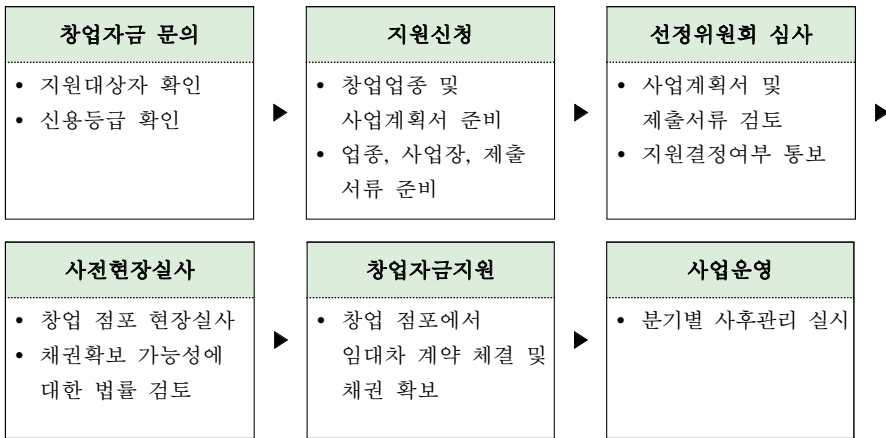 창업자금 문의
• 지원대상자 확인
• 신용등급 확인
▶
지원신청
• 창업업종 및
사업계획서 준비
• 업종, 사업장, 제출
서류 준비
▶
선정위원회 심사
• 사업계획서 및
제출서류 검토
• 지원결정여부 통보
▶
사전현장실사
• 창업 점포 현장실사
• 채권확보 가능성에
대한 법률 검토
▶
창업자금지원
• 창업 점포에서
임대차 계약 체결 및
채권 확보
▶
사업운영
• 분기별 사후관리 실시